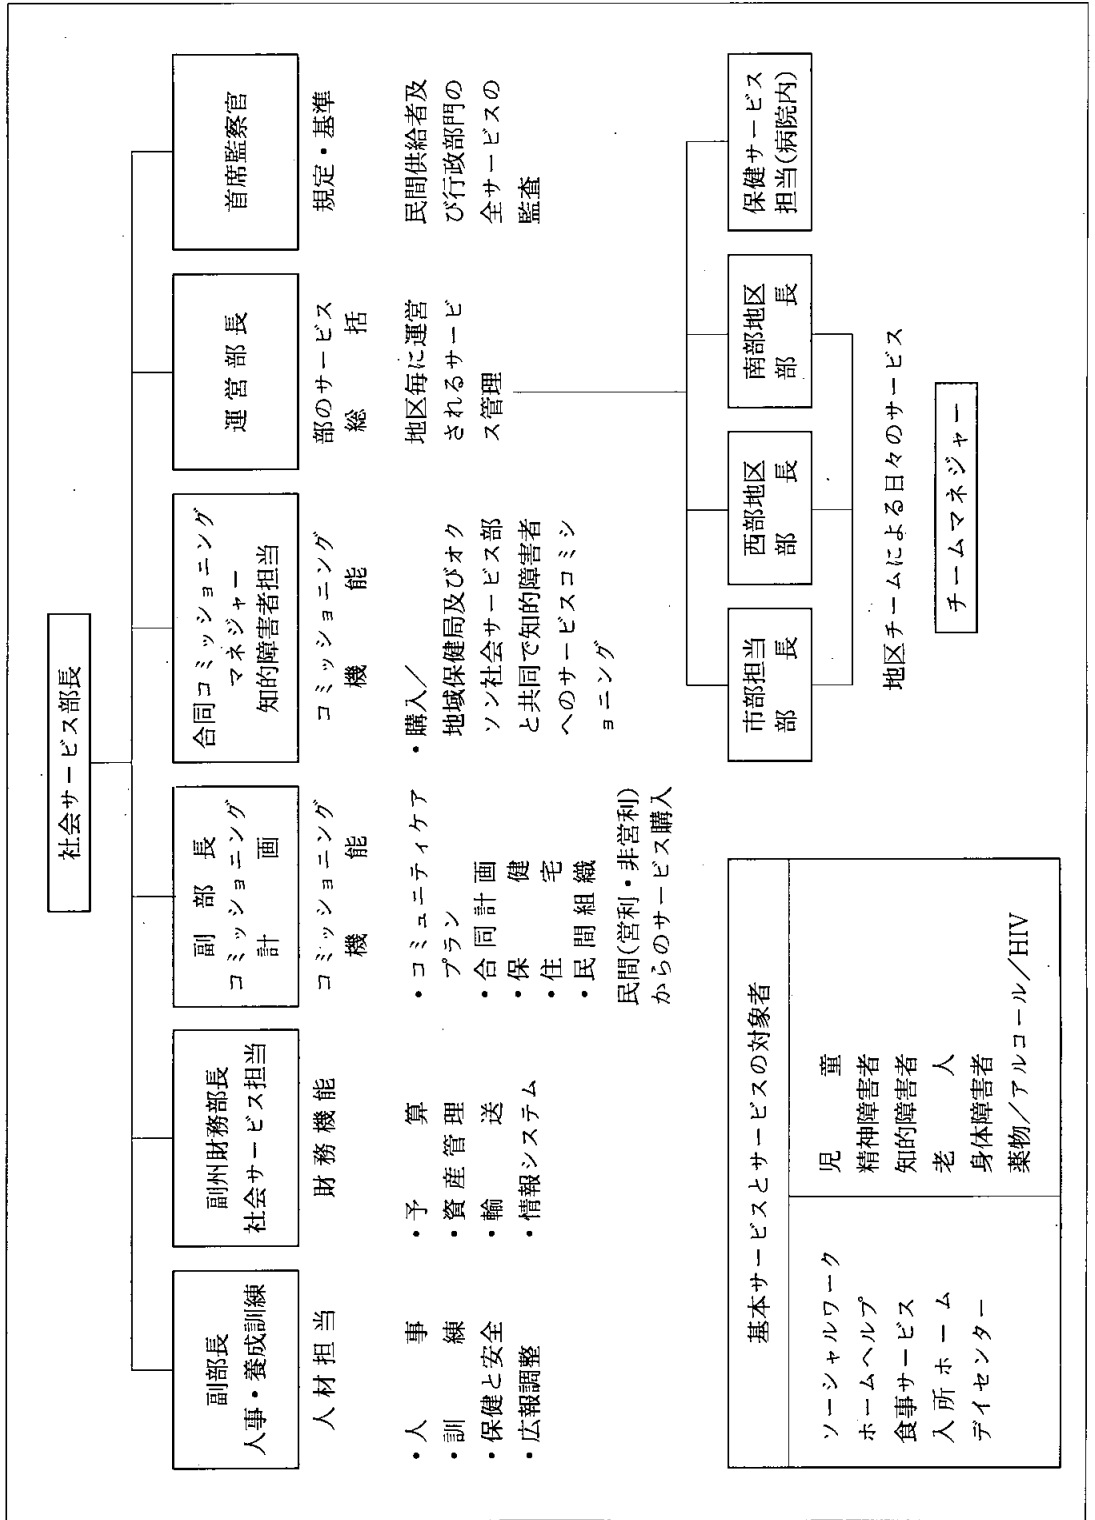 社会サービス部長
副部長
人事・養成訓練
人材担当
・人事
・訓練
・保健と安全
・広報調整
副州財務部長
社会サービス担当
財務機能
・予算
・資産管理
・輸送
・情報システム
副部長
コミッショニング
計画
コミッショニング
機能
・コミュニティケア
プラン
・合同計画
・保健
・住宅
・民間組織
民間(営利・非営利)
からのサービス購入
合同コミッショニング
マネジャー
知的障害者担当
コミッショニング
機能
・購入/
地域保健局及びオク
ソン社会サービス部
と共同で知的障害者
へのサービスコミシ
ョニング
運営部長
部のサービス
総括
地区毎に運営
されるサービ
ス管理
首席監察官
規定・基準
民間供給者及
び行政部門の
全サービスの
監査
市部担当
部長
西部地区
部長
南部地区
部長
保健サービス
担当(病院内)
地区チームによる日々のサービス
チームマネジャー
基本サービスとサービスの対象者
ソーシャルワーク
ホームヘルプ
食事サービス
入所ホーム
デイセンター
児童
精神障害者
知的障害者
老人
身体障害者
薬物/アルコール/HIV